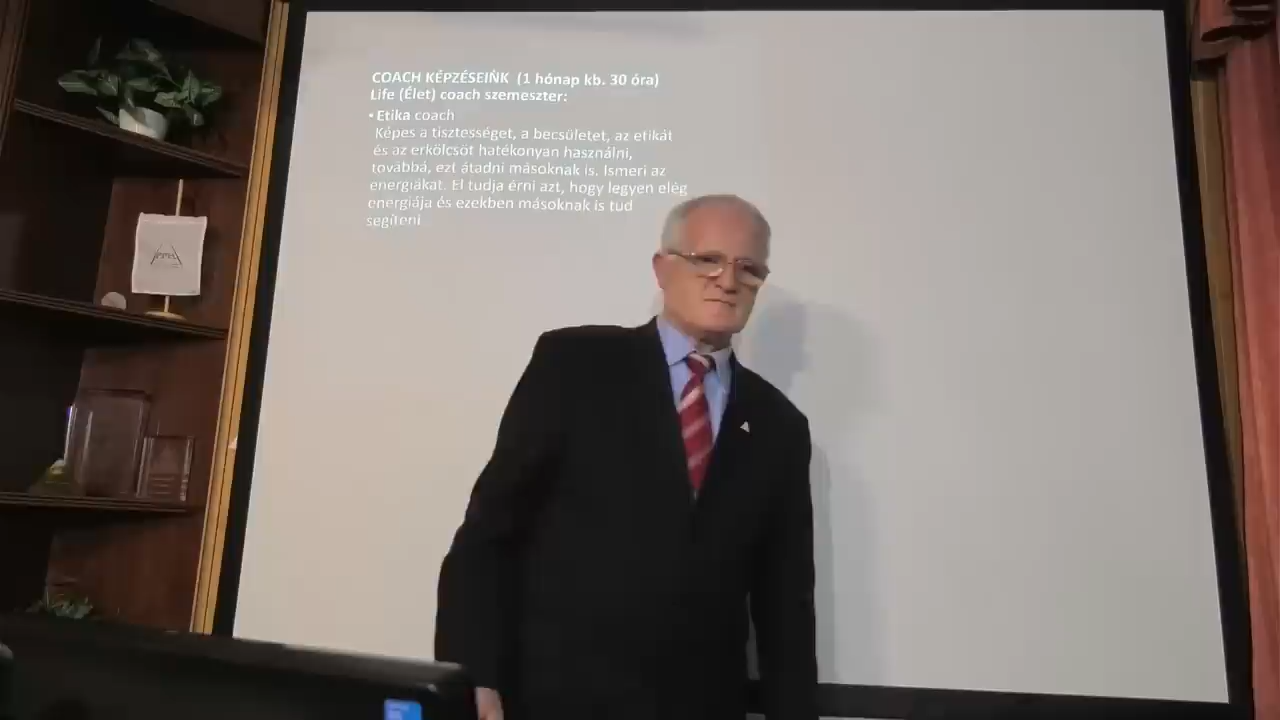 COACH KÉPZÉSEINK (1 hónap kb. 30 óra)
Life (Élet) coach szemeszter:
• Etika coach
Képes a tisztességet, a becsületet, az etikát
és az erkölcsöt hatékonyan használni,
továbbá, ezt átadni másoknak is. Ismeri az
energiákat. El tudja érni azt, hogy legyen elég
energiája és ezekben másoknak is tud
segíteni.